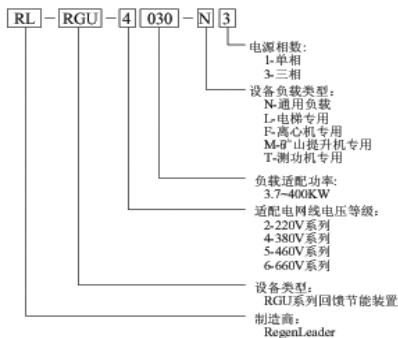 RL-RGU-4 030-N 3
电源相数:
1-单相
3-三相
设备负载类型:
N-通用负载
L-电梯专用
F-离心机专用
M-矿山提升机专用
T-测功机专用
负载适配功率:
3.7~400KW
适配电网线电压等级:
2-220V系列
4-380V系列
5-460V系列
6-660V系列
设备类型:
RGU系列回馈节能装置
制造商:
RegenLeader